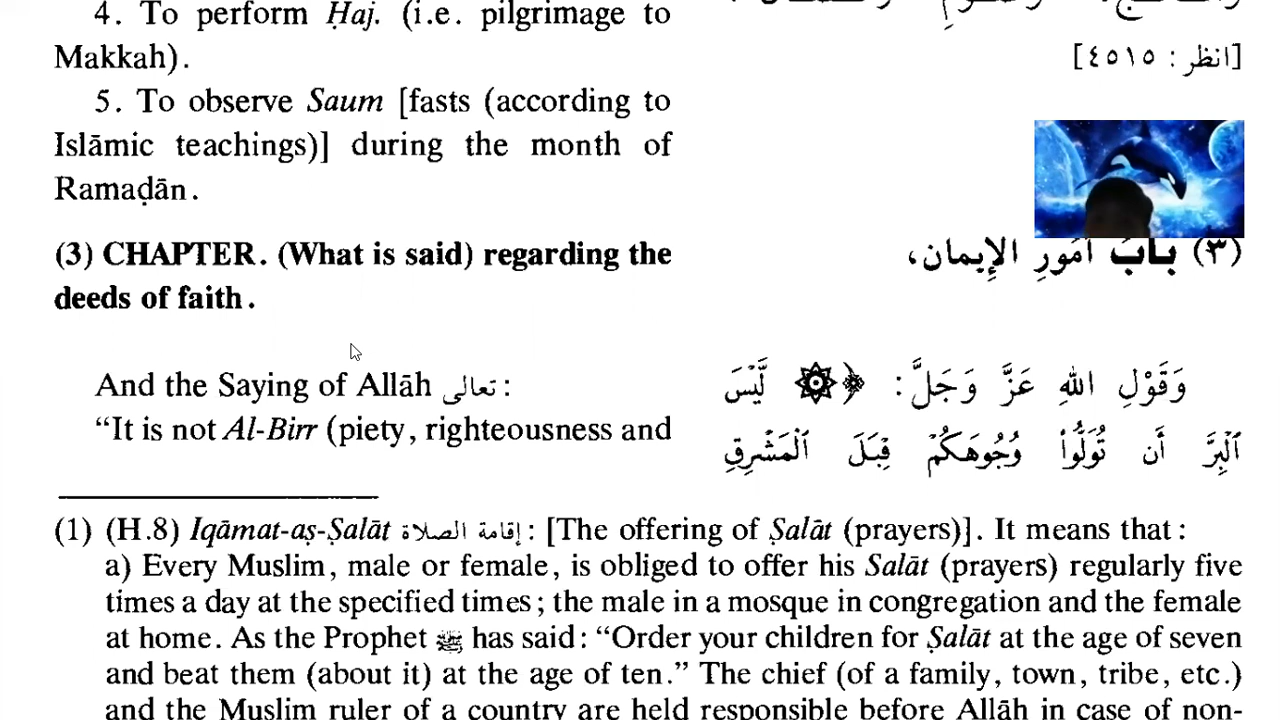 4. To perform Ḥaj. (i.e. pilgrimage to
Makkah).
5. To observe Saum [fasts (according to
Islāmic teachings)] during the month of
Ramaḍān.
[انظر : ٤٥١٥]
(3) CHAPTER. (What is said) regarding the
deeds of faith.
(٣) بابُ أُمُورِ الإِيمان،
And the Saying of Allāh تعالى :
“It is not Al-Birr (piety, righteousness and
وَقَوْلِ اللهِ عَزَّ وَجَلَّ: ﴿۞ لَّيْسَ
ٱلْبِرَّ أَن تُوَلُّوا۟ وُجُوهَكُمْ قِبَلَ ٱلْمَشْرِقِ
(1) (H.8) Iqāmat-aṣ-Ṣalāt إقامة الصلاة : [The offering of Ṣalāt (prayers)]. It means that :
a) Every Muslim, male or female, is obliged to offer his Salāt (prayers) regularly five
times a day at the specified times; the male in a mosque in congregation and the female
at home. As the Prophet ﷺ has said: “Order your children for Ṣalāt at the age of seven
and beat them (about it) at the age of ten.” The chief (of a family, town, tribe, etc.)
and the Muslim ruler of a country are held responsible before Allāh in case of non-